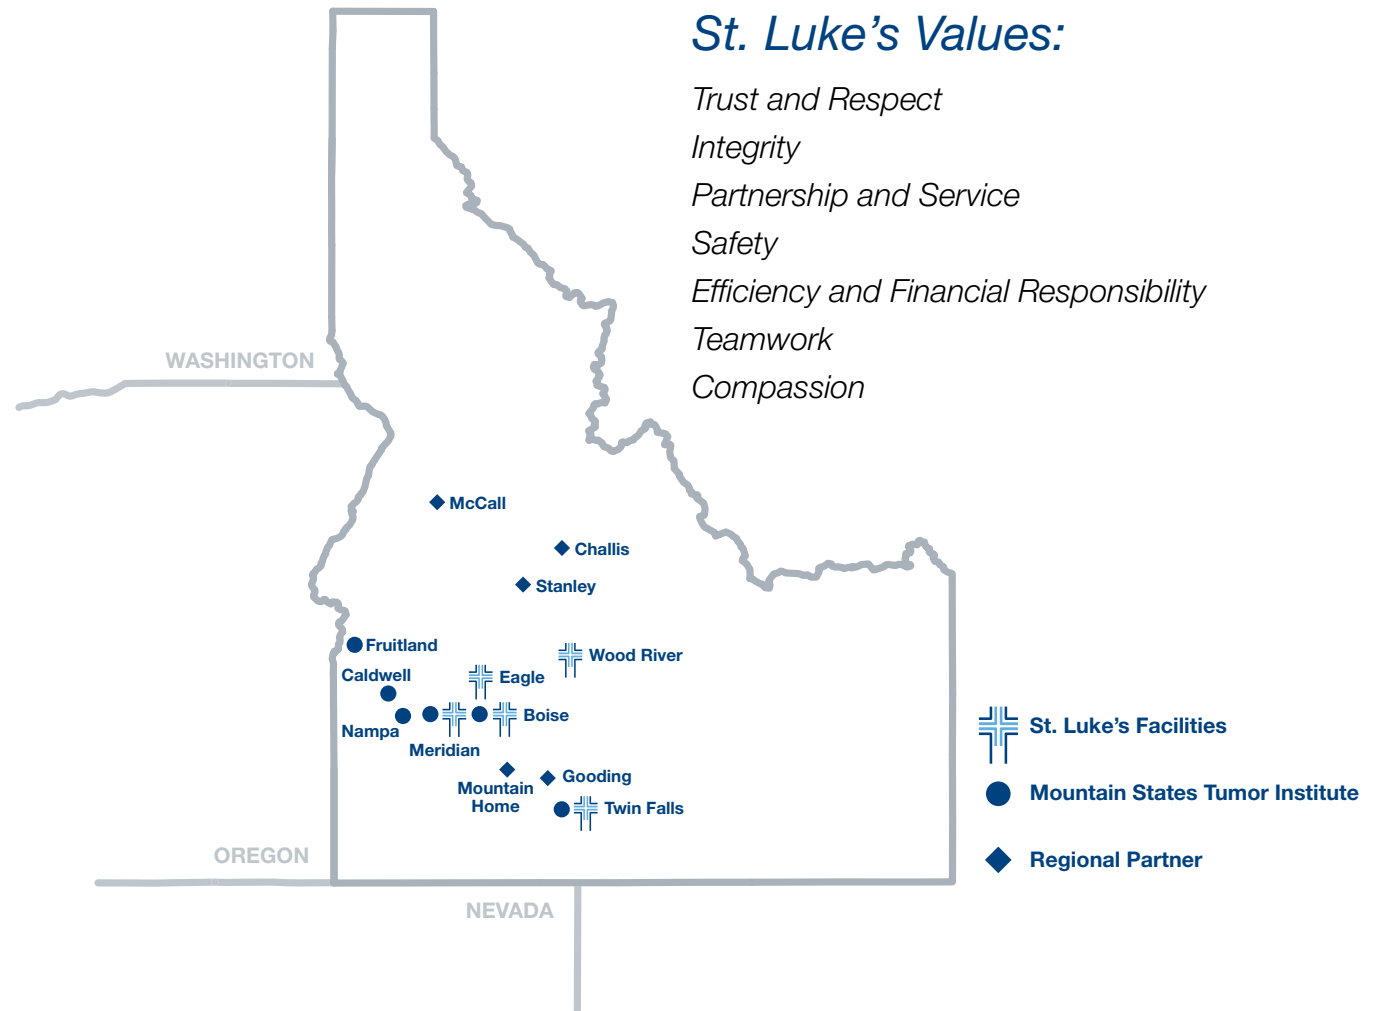 St. Luke’s Values:
Trust and Respect
Integrity
Partnership and Service
Safety
Efficiency and Financial Responsibility
Teamwork
Compassion
WASHINGTON
McCall
Challis
Stanley
Fruitland
Wood River
Caldwell
Eagle
Boise
Nampa
Meridian
Gooding
Mountain
Home
Twin Falls
St. Luke’s Facilities
Mountain States Tumor Institute
Regional Partner
OREGON
NEVADA